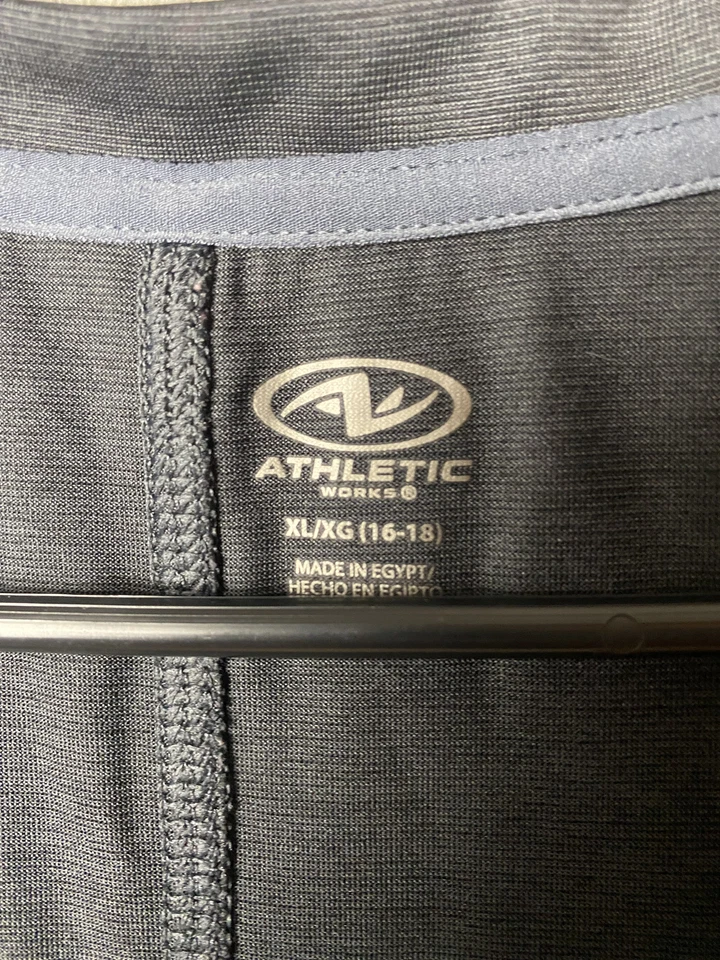 ATHLETIC
WORKS®
XL/XG (16-18)
MADE IN EGYPT/
HECHO EN EGIPTO